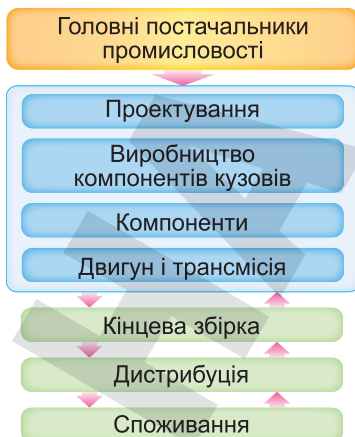 Головні постачальники
промисловості
Проектування
Виробництво
компонентів кузовів
Компоненти
Двигун і трансмісія
Кінцева збірка
Дистрибуція
Споживання